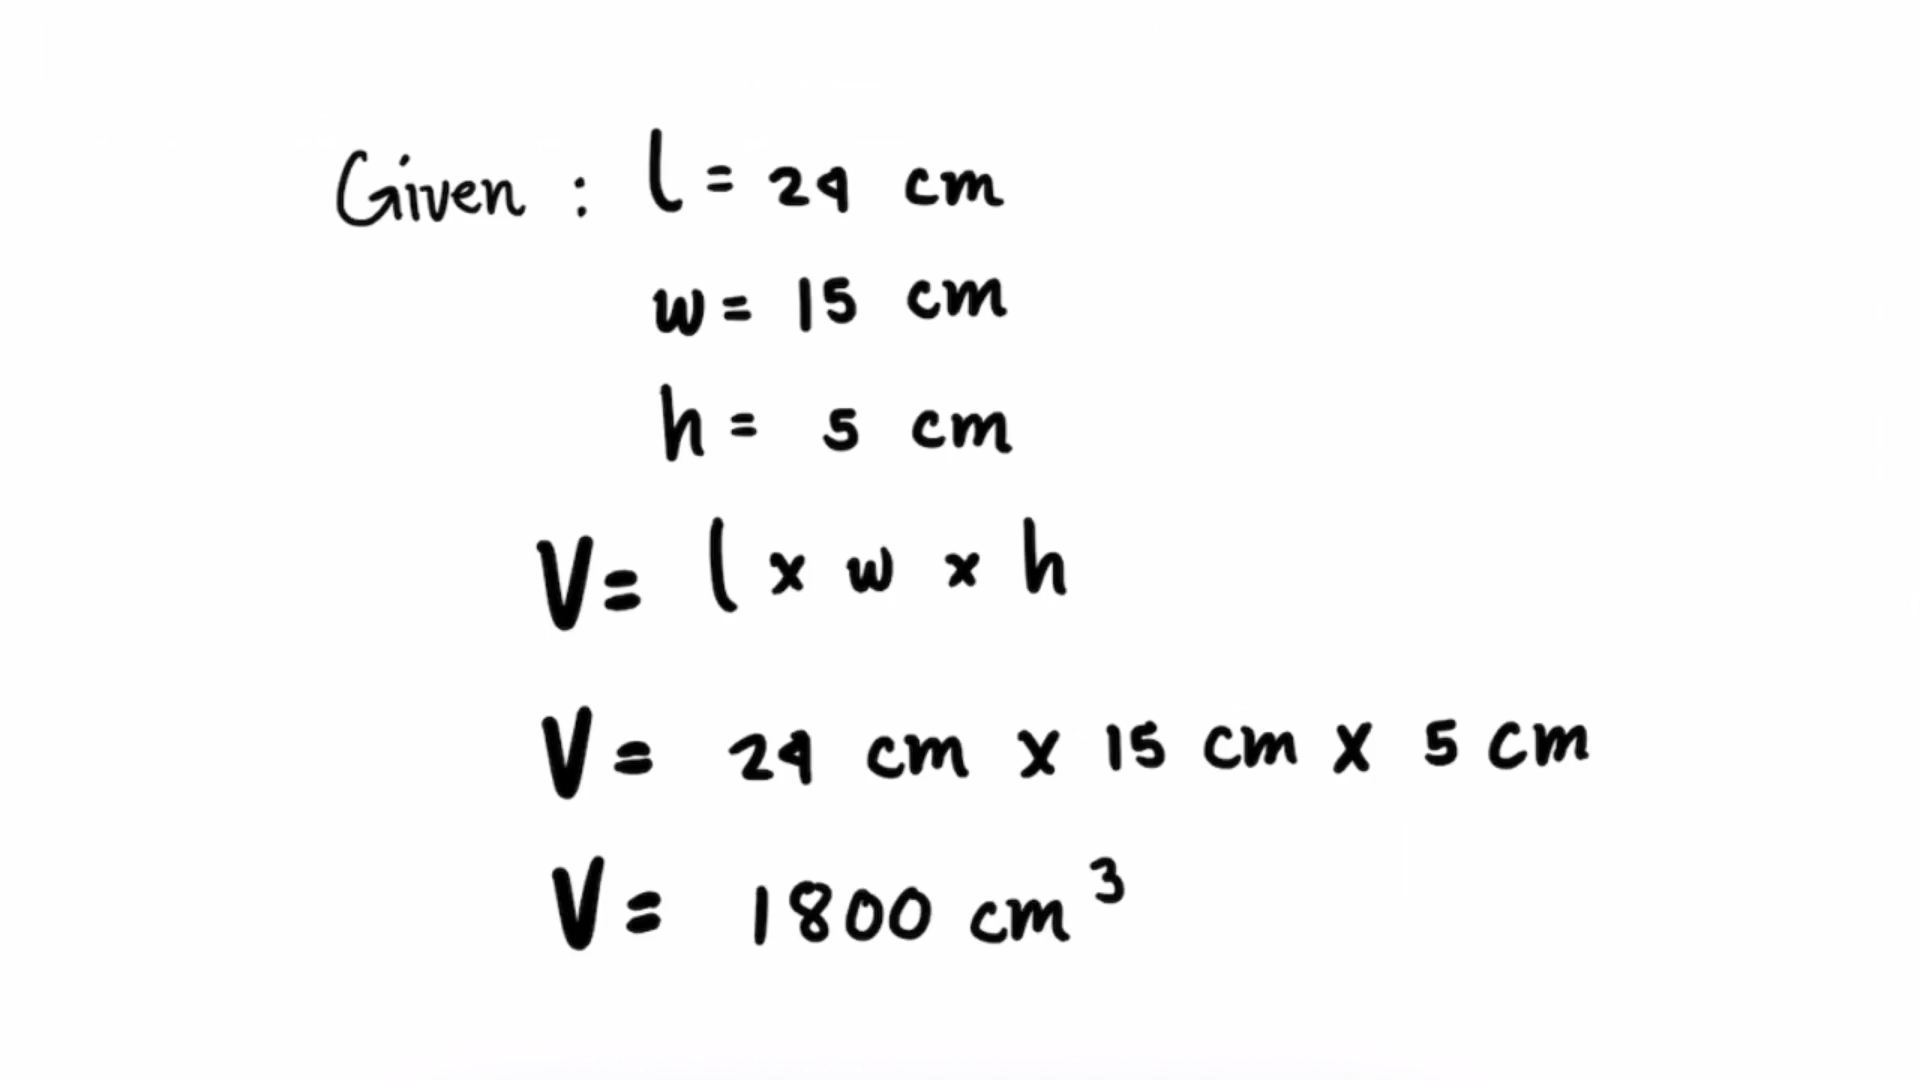 Given : l = 24 cm
w = 15 cm
h = 5 cm
V = l x w x h
V = 24 cm x 15 cm x 5 cm
V = 1800 cm³